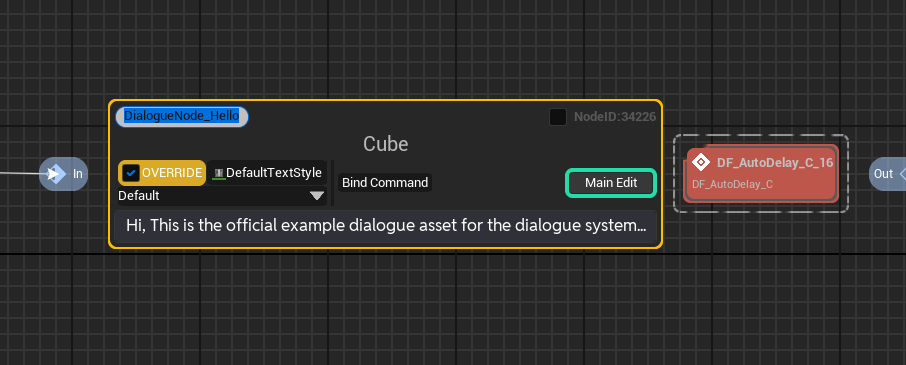 DialogueNode_Hello
NodeID:34226
Cube
In
OVERRIDE
DefaultTextStyle
Default
Bind Command
Main Edit
Hi, This is the official example dialogue asset for the dialogue system...
DF_AutoDelay_C_16
DF_AutoDelay_C
Out